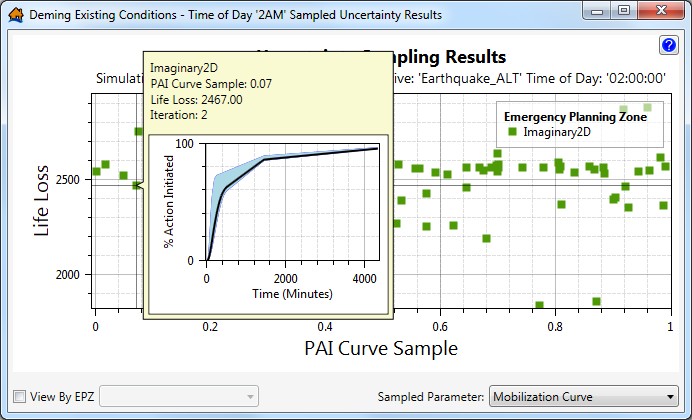 Deming Existing Conditions - Time of Day '2AM' Sampled Uncertainty Results
Sampling Results
Simulati
ive: 'Earthquake_ALT' Time of Day: '02:00:00'
Imaginary2D
PAI Curve Sample: 0.07
Life Loss: 2467.00
Iteration: 2
% Action Initiated
100
0
0 2000 4000
Time (Minutes)
Emergency Planning Zone
Imaginary2D
Life Loss
2500
2000
0 0.2 0.4 0.6 0.8 1
PAI Curve Sample
View By EPZ
Sampled Parameter: Mobilization Curve